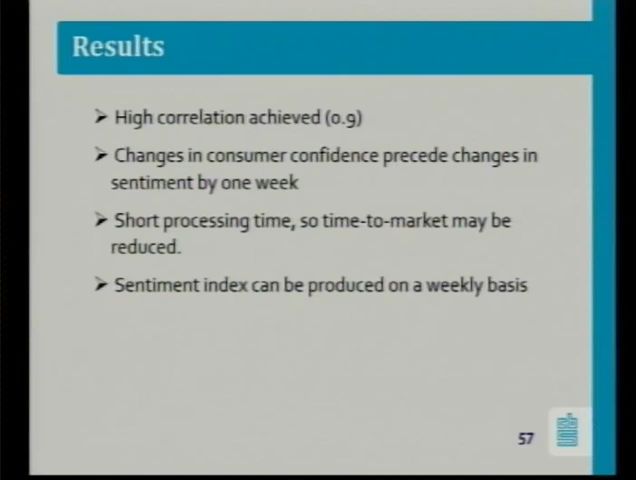 Results
➤ High correlation achieved (0.9)
➤ Changes in consumer confidence precede changes in
sentiment by one week
➤ Short processing time, so time-to-market may be
reduced.
➤ Sentiment index can be produced on a weekly basis
57